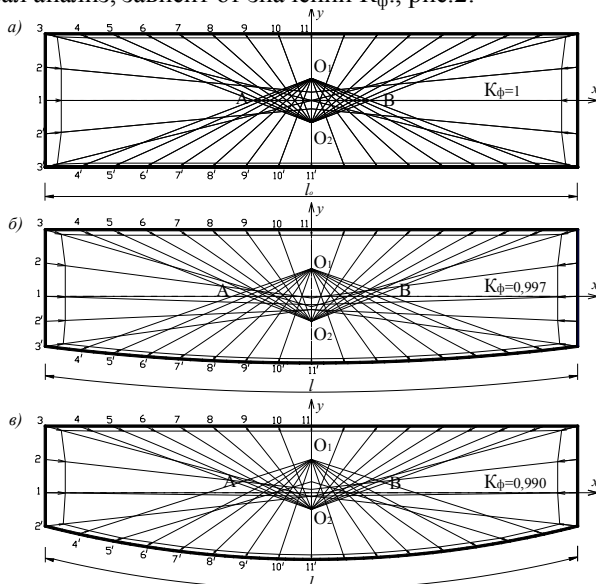 ал анализ, зависит от значений Кф., рис.2.
а)
3 4 5 6 7 8 9 10 11 y
2
O1
1 A B Кф=1 x
2'
O2
3'
4' 5' 6' 7' 8' 9' 10' 11'
lо
б)
3 4 5 6 7 8 9 10 11 y
2
O1
1 A B Кф=0,997 x
2'
O2
3'
4' 5' 6' 7' 8' 9' 10' 11'
l
в)
3 4 5 6 7 8 9 10 11 y
2
O1
1 A B Кф=0,990 x
O2
2'
4' 5' 6' 7' 8' 9' 10' 11'
l